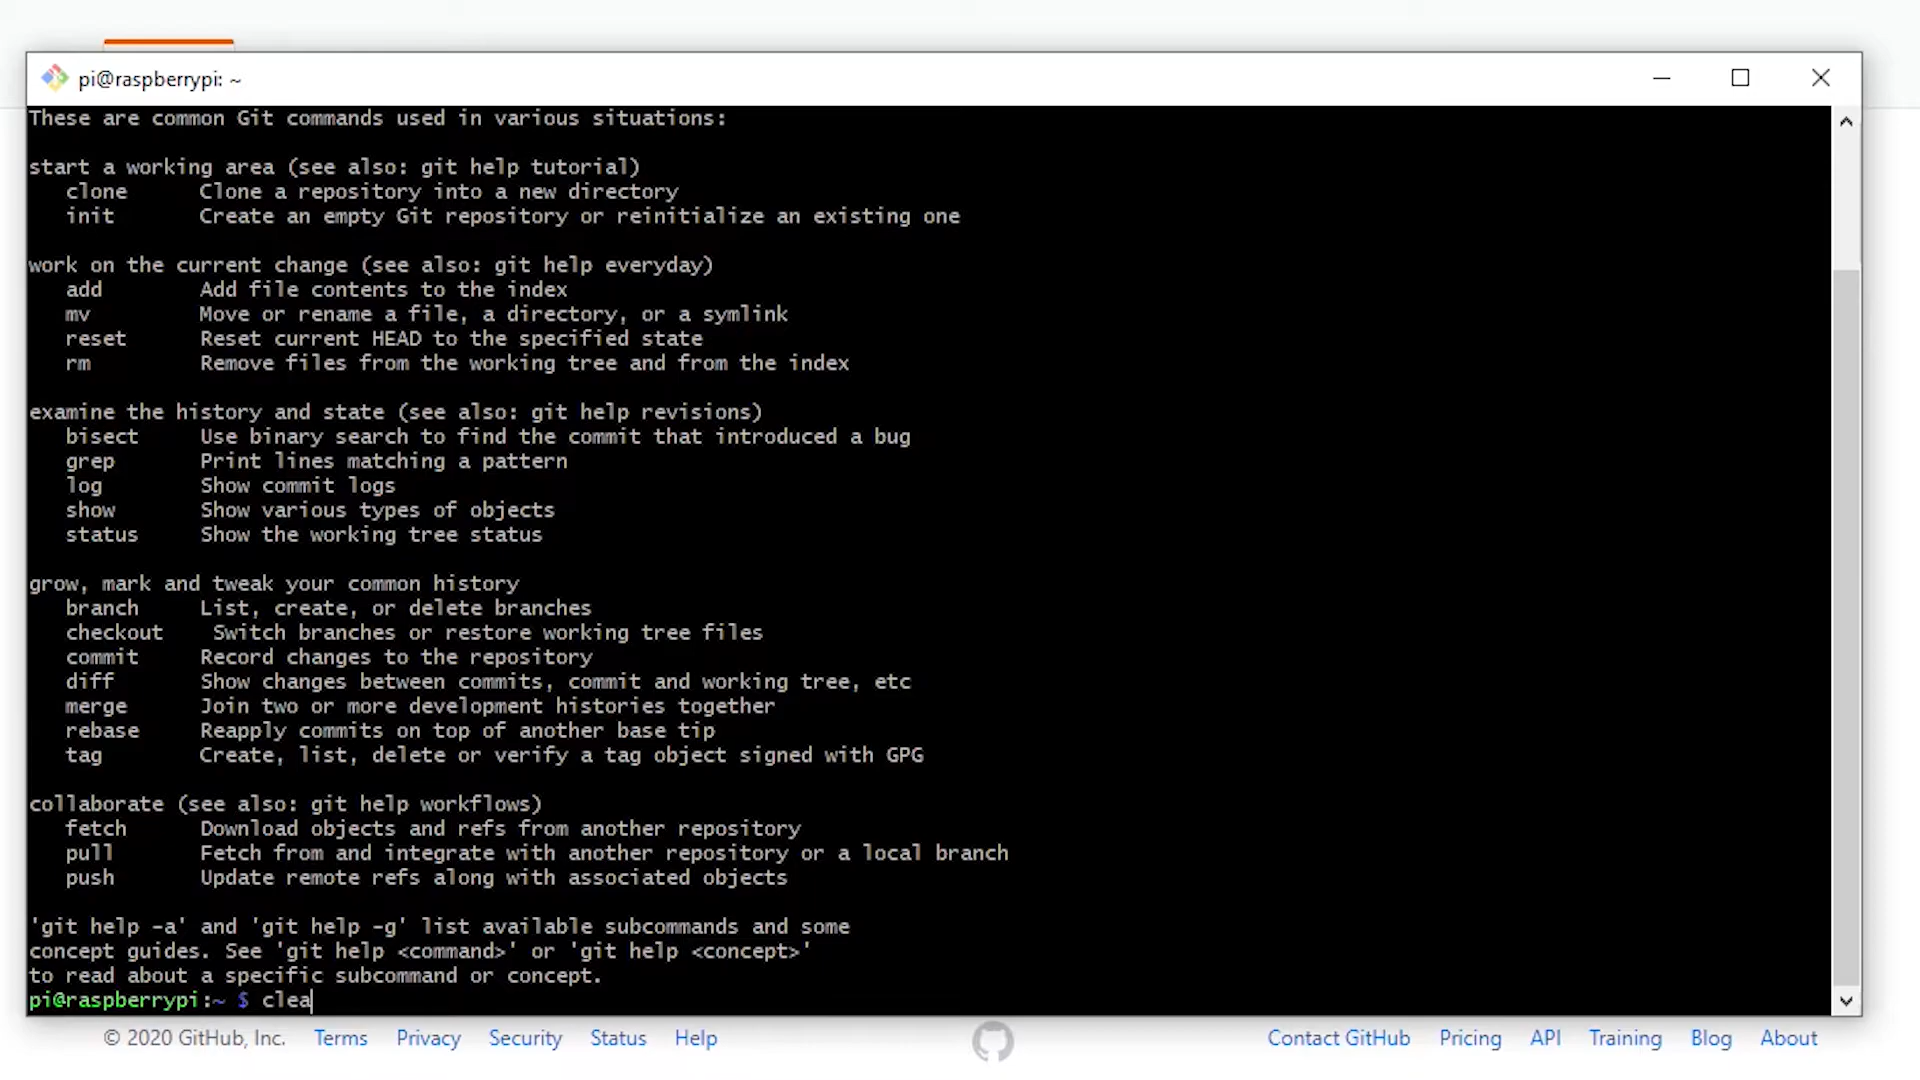 pi@raspberrypi: ~
These are common Git commands used in various situations:
start a working area (see also: git help tutorial)
clone Clone a repository into a new directory
init Create an empty Git repository or reinitialize an existing one
work on the current change (see also: git help everyday)
add Add file contents to the index
mv Move or rename a file, a directory, or a symlink
reset Reset current HEAD to the specified state
rm Remove files from the working tree and from the index
examine the history and state (see also: git help revisions)
bisect Use binary search to find the commit that introduced a bug
grep Print lines matching a pattern
log Show commit logs
show Show various types of objects
status Show the working tree status
grow, mark and tweak your common history
branch List, create, or delete branches
checkout Switch branches or restore working tree files
commit Record changes to the repository
diff Show changes between commits, commit and working tree, etc
merge Join two or more development histories together
rebase Reapply commits on top of another base tip
tag Create, list, delete or verify a tag object signed with GPG
collaborate (see also: git help workflows)
fetch Download objects and refs from another repository
pull Fetch from and integrate with another repository or a local branch
push Update remote refs along with associated objects
'git help -a' and 'git help -g' list available subcommands and some
concept guides. See 'git help <command>' or 'git help <concept>'
to read about a specific subcommand or concept.
pi@raspberrypi:~ $ clea
© 2020 GitHub, Inc. Terms Privacy Security Status Help Contact GitHub Pricing API Training Blog About